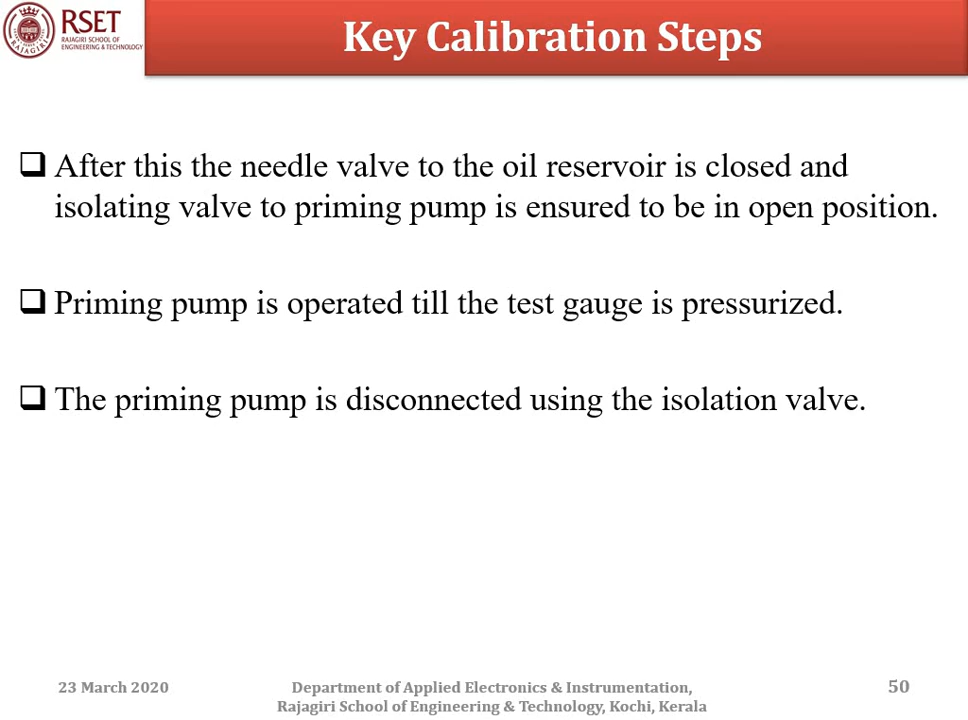 RSET
RAJAGIRI SCHOOL OF
ENGINEERING & TECHNOLOGY
Key Calibration Steps
After this the needle valve to the oil reservoir is closed and
isolating valve to priming pump is ensured to be in open position.
Priming pump is operated till the test gauge is pressurized.
The priming pump is disconnected using the isolation valve.
23 March 2020
Department of Applied Electronics & Instrumentation,
Rajagiri School of Engineering & Technology, Kochi, Kerala
50